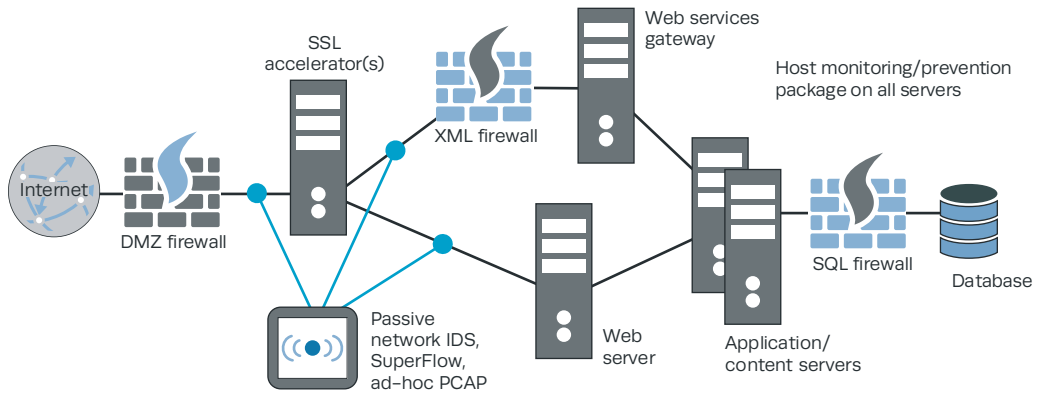 SSL
accelerator(s)
Web services
gateway
Host monitoring/prevention
package on all servers
XML firewall
Internet
DMZ firewall
SQL firewall
Database
Passive
network IDS,
SuperFlow,
ad-hoc PCAP
Web
server
Application/
content servers